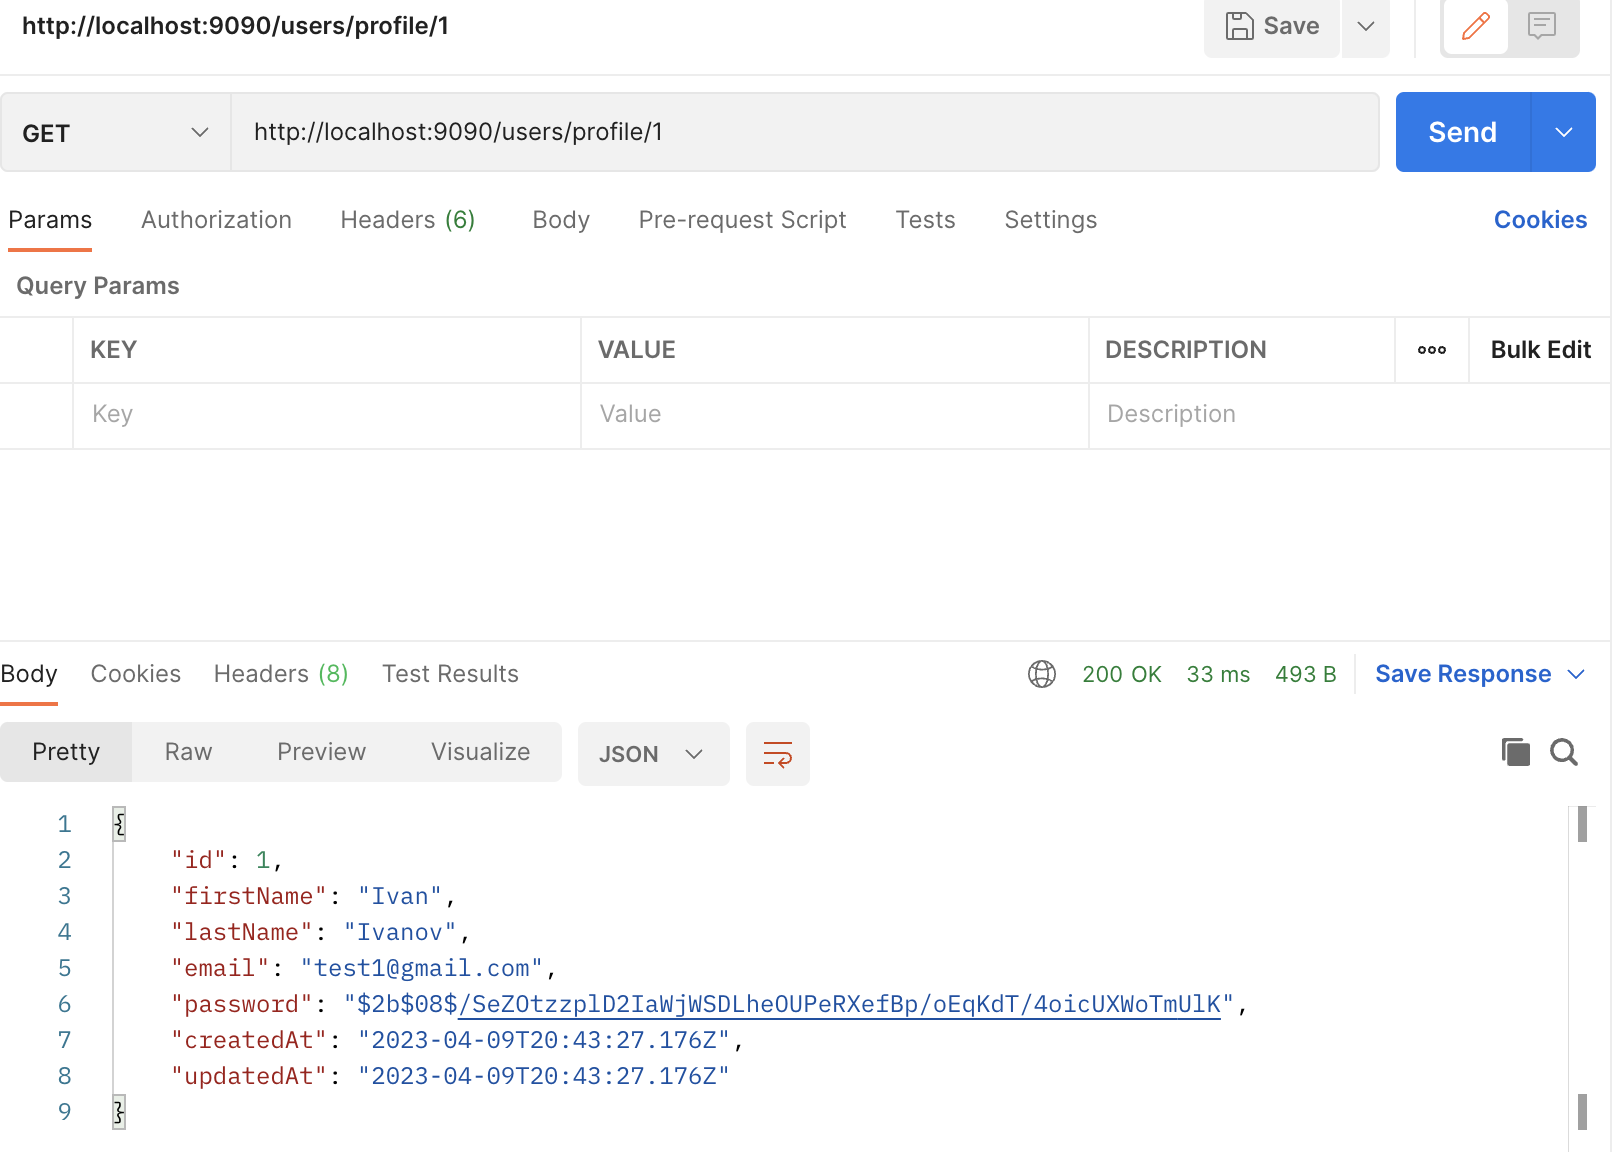 http://localhost:9090/users/profile/1 Save
GET http://localhost:9090/users/profile/1 Send
Params Authorization Headers (6) Body Pre-request Script Tests Settings Cookies
Query Params
KEY VALUE DESCRIPTION ooo Bulk Edit
Key Value Description
Body Cookies Headers (8) Test Results 200 OK 33 ms 493 B Save Response
Pretty Raw Preview Visualize JSON
1 {
2 "id": 1,
3 "firstName": "Ivan",
4 "lastName": "Ivanov",
5 "email": "test1@gmail.com",
6 "password": "$2b$08$/SeZOtzzplD2IaWjWSDLheOUPeRXefBp/oEqKdT/4oicUXWoTmUlK",
7 "createdAt": "2023-04-09T20:43:27.176Z",
8 "updatedAt": "2023-04-09T20:43:27.176Z"
9 }